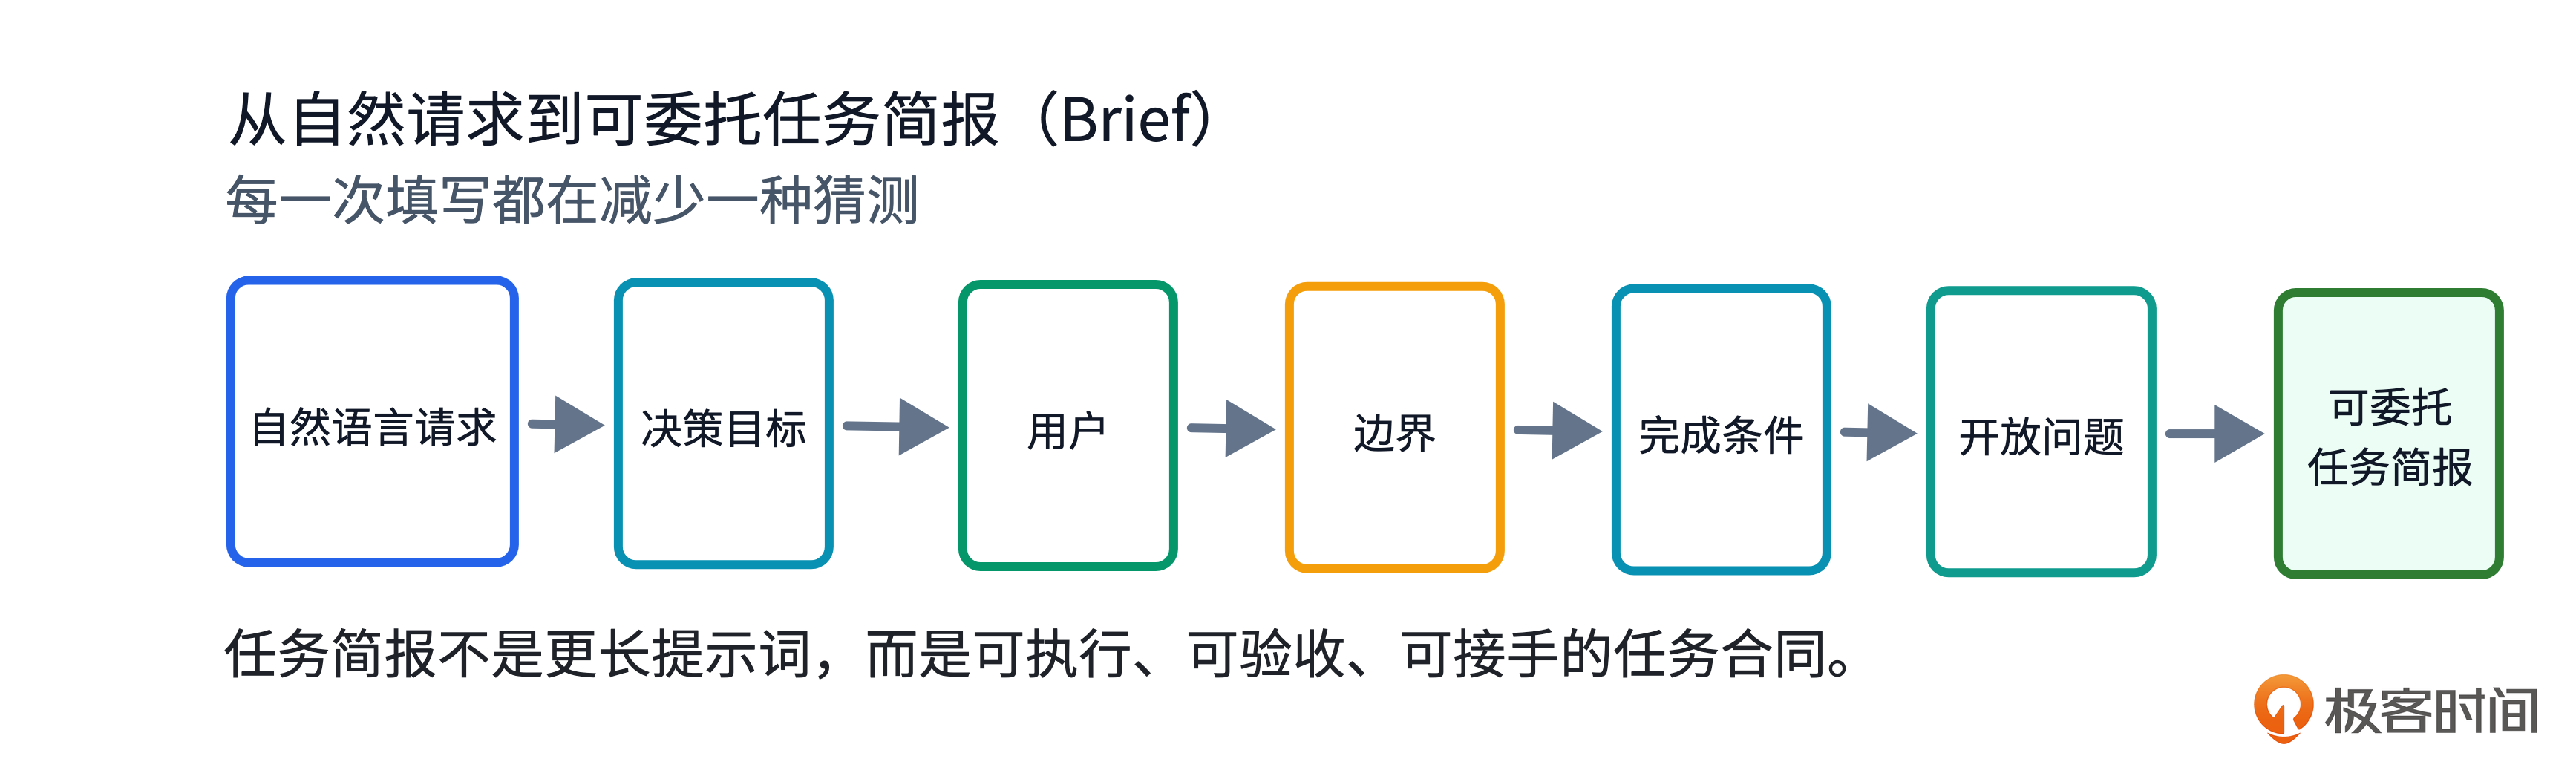 从自然请求到可委托任务简报（Brief）
每一次填写都在减少一种猜测
自然语言请求
决策目标
用户
边界
完成条件
开放问题
可委托
任务简报
任务简报不是更长提示词，而是可执行、可验收、可接手的任务合同。
极客时间